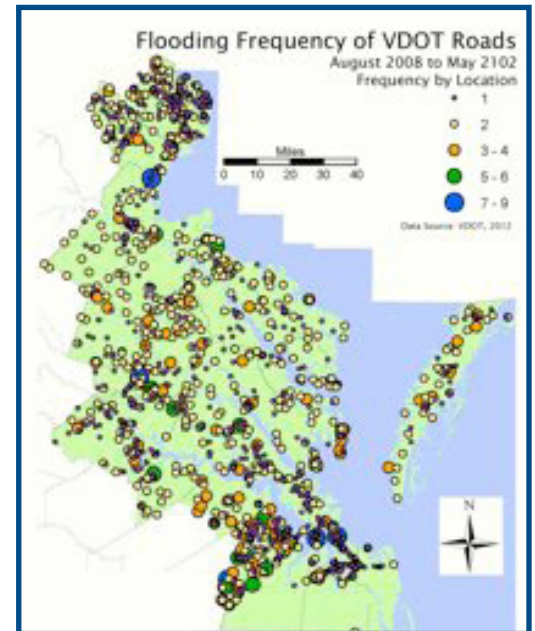 Flooding Frequency of VDOT Roads
August 2008 to May 2102
Frequency by Location
1
2
3 - 4
5 - 6
7 - 9
Miles
0 10 20 30 40
Data Source: VDOT, 2012
N